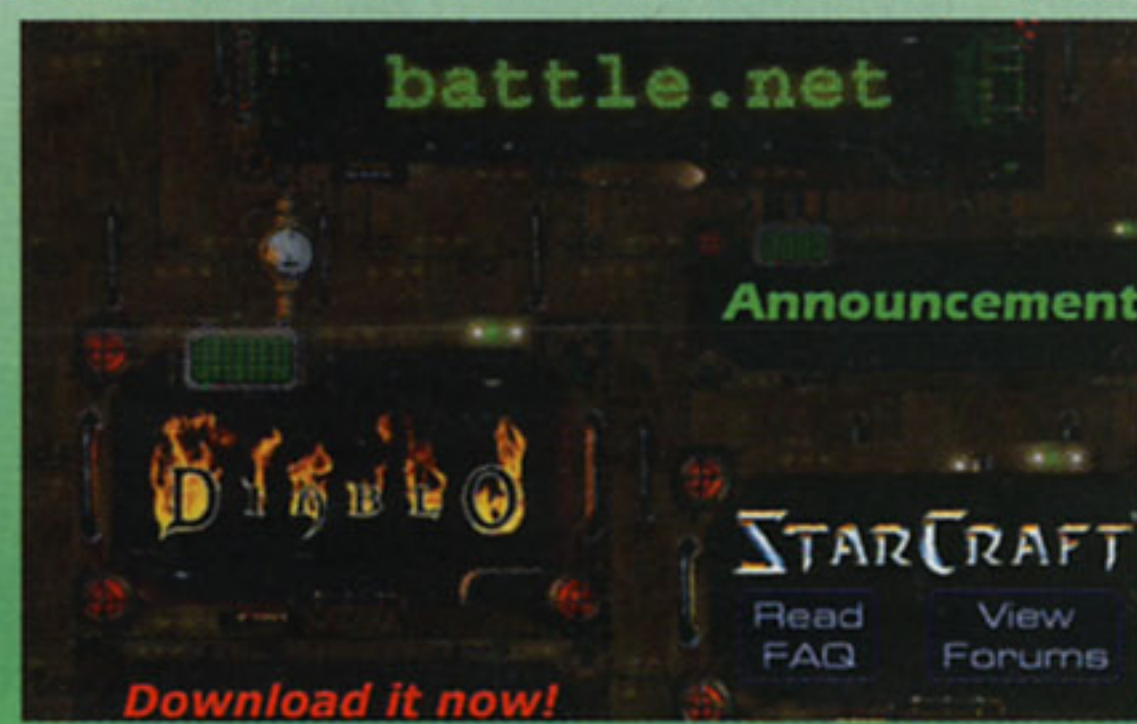 battle.net
Announcement
DIABLO
STARCRAFT
Read
FAQ
View
Forums
Download it now!